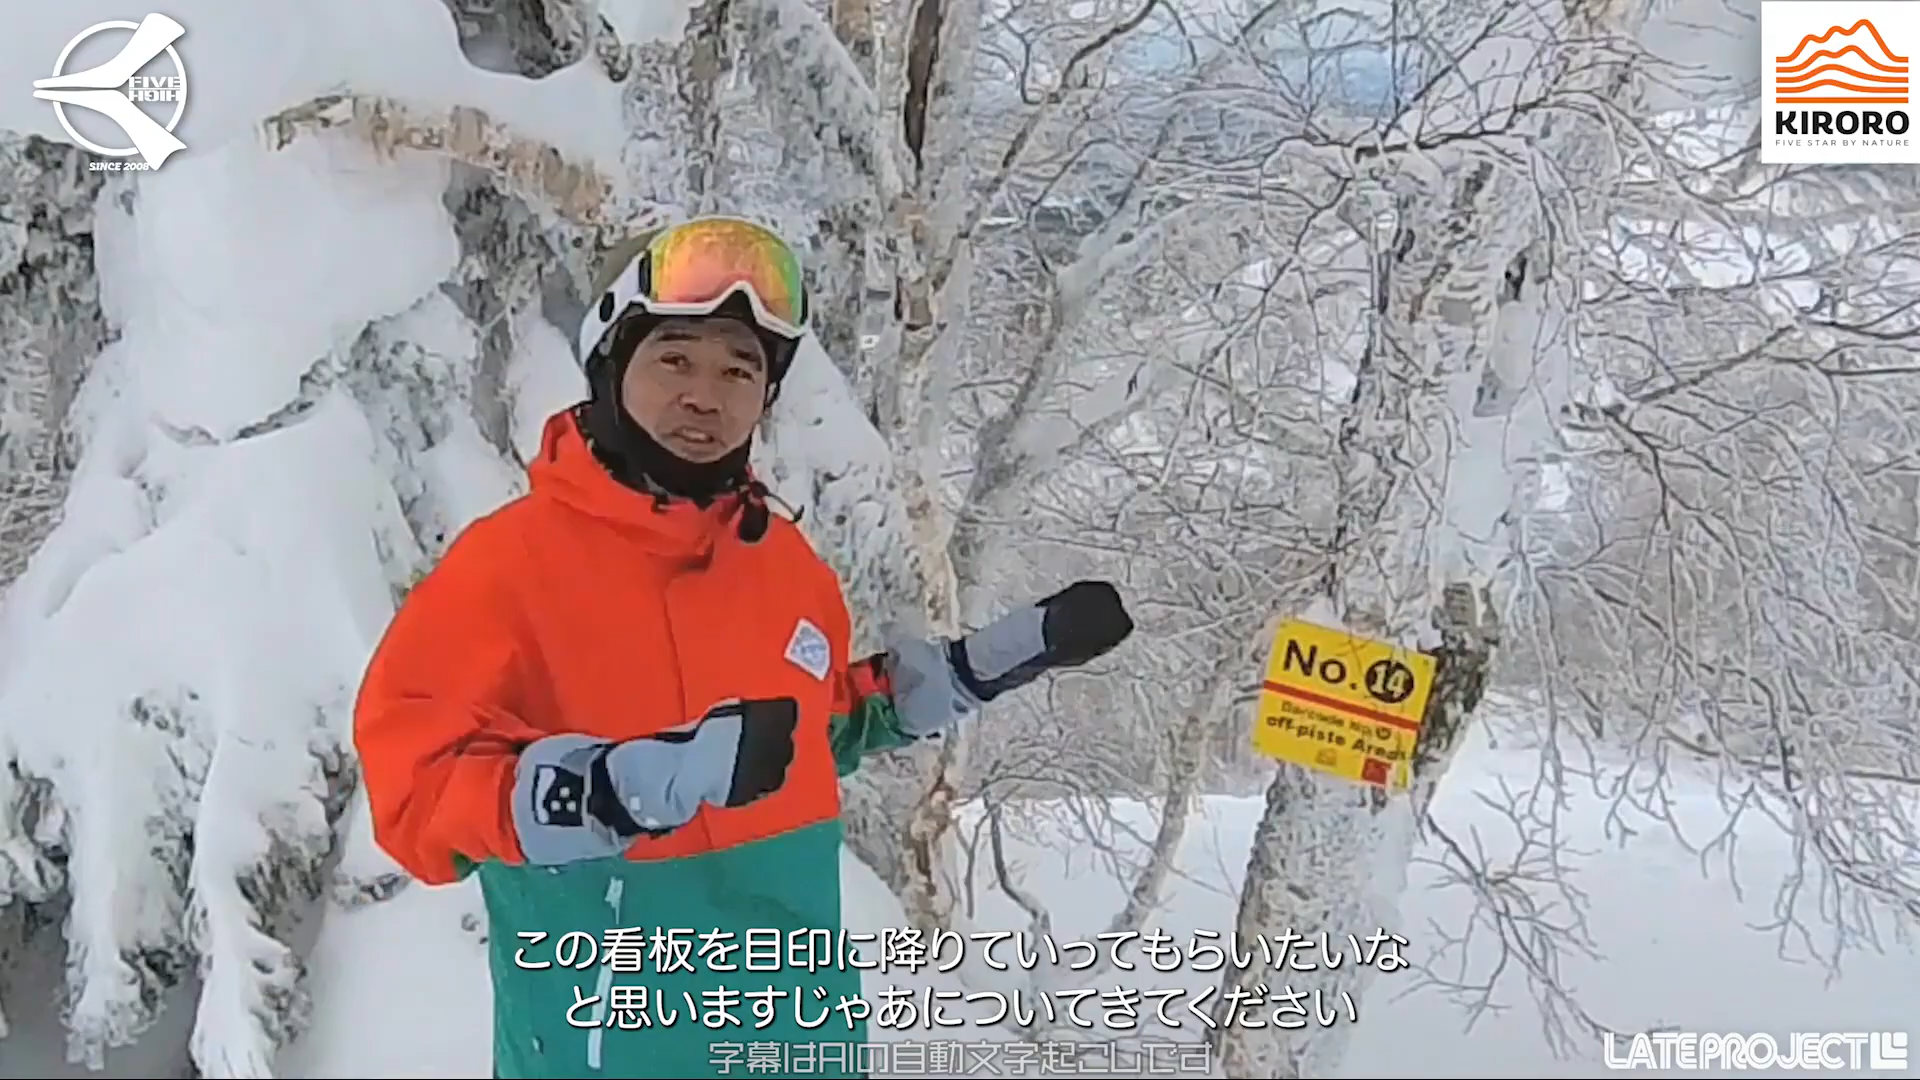 FIVE
HGIH
SINCE 2008
KIRORO
FIVE STAR BY NATURE
No.14
off-piste Area
この看板を目印に降りていってもらいたいな
と思いますじゃあについてきてください
字幕はAIの自動文字起こしです
LATEPROJECT